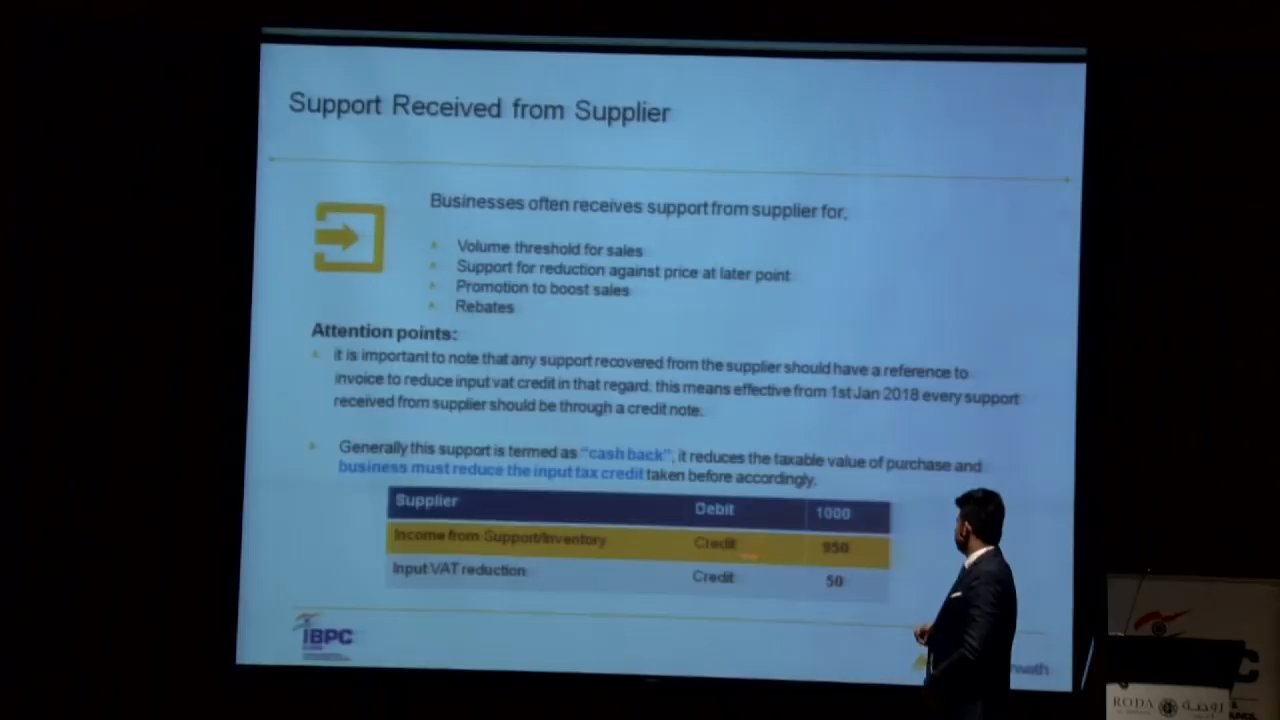 Support Received from Supplier
Businesses often receives support from supplier for;
Volume threshold for sales
Support for reduction against price at later point
Promotion to boost sales
Rebates
Attention points:
it is important to note that any support recovered from the supplier should have a reference to
invoice to reduce input vat credit in that regard. this means effective from 1st Jan 2018 every support
received from supplier should be through a credit note.
Generally this support is termed as "cash back", it reduces the taxable value of purchase and
business must reduce the input tax credit taken before accordingly.
Supplier Debit 1000
Income from Support/Inventory Credit 950
Input VAT reduction Credit 50
IBPC
RODA روضة